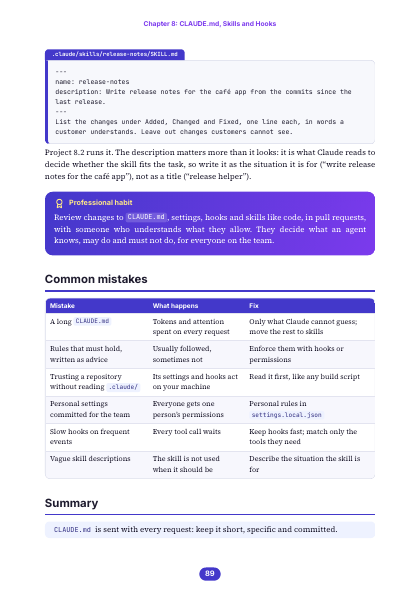 Chapter 8: CLAUDE.md, Skills and Hooks
.claude/skills/release-notes/SKILL.md
---
name: release-notes
description: Write release notes for the café app from the commits since the
last release.
---
List the changes under Added, Changed and Fixed, one line each, in words a
customer understands. Leave out changes customers cannot see.
Project 8.2 runs it. The description matters more than it looks: it is what Claude reads to
decide whether the skill fits the task, so write it as the situation it is for (“write release
notes for the café app”), not as a title (“release helper”).
Professional habit
Review changes to CLAUDE.md, settings, hooks and skills like code, in pull requests,
with someone who understands what they allow. They decide what an agent
knows, may do and must not do, for everyone on the team.
Common mistakes
Mistake What happens Fix
A long CLAUDE.md Tokens and attention Only what Claude cannot guess;
spent on every request move the rest to skills
Rules that must hold, Usually followed, Enforce them with hooks or
written as advice sometimes not permissions
Trusting a repository Its settings and hooks act Read it first, like any build script
without reading .claude/ on your machine
Personal settings Everyone gets one Personal rules in
committed for the team person’s permissions settings.local.json
Slow hooks on frequent Every tool call waits Keep hooks fast; match only the
events tools they need
Vague skill descriptions The skill is not used Describe the situation the skill is
when it should be for
Summary
CLAUDE.md is sent with every request: keep it short, specific and committed.
89